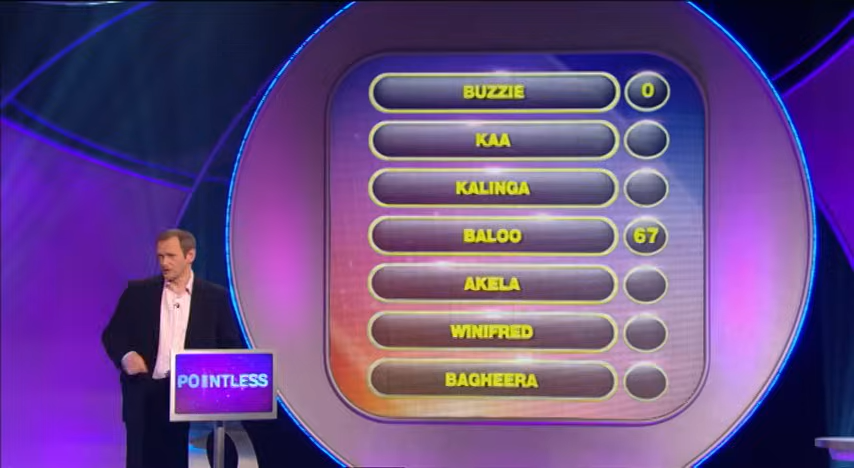 BUZZIE 0
KAA
KALINGA
BALOO 67
AKELA
WINIFRED
BAGHEERA
POINTLESS